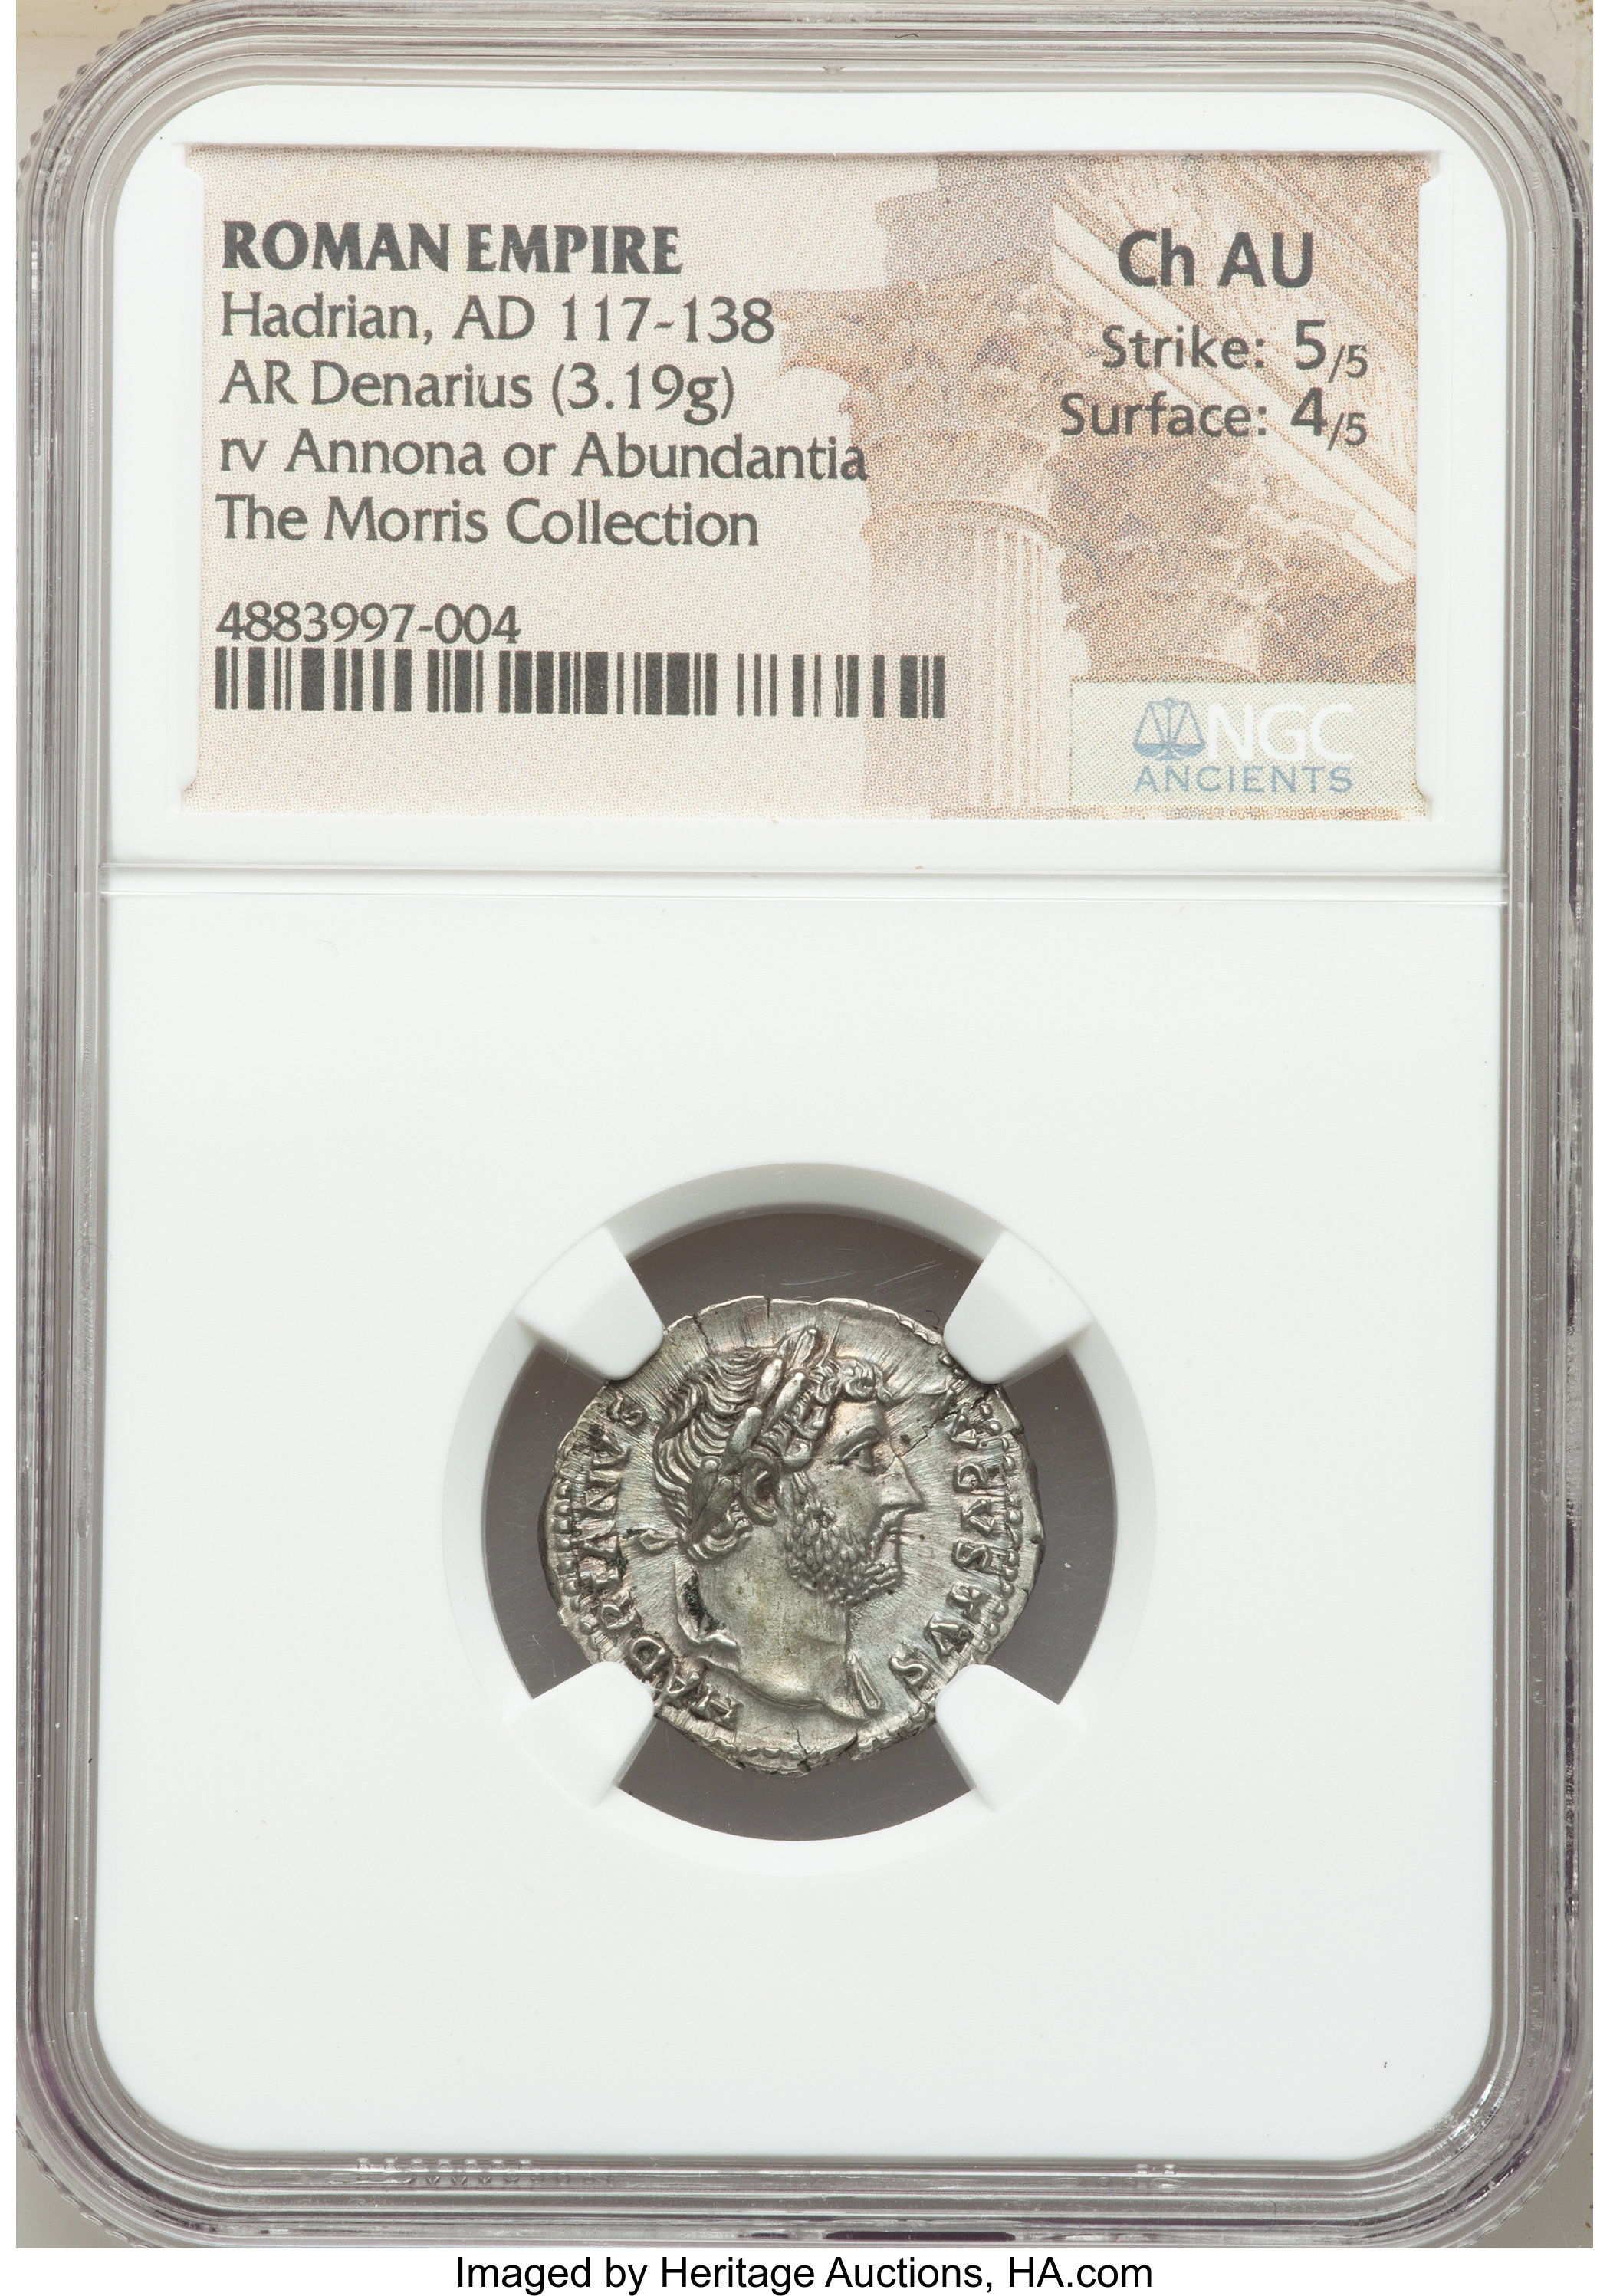 ROMAN EMPIRE
Hadrian, AD 117-138
AR Denarius (3.19g)
rv Annona or Abundantia
The Morris Collection
4883997-004
Ch AU
Strike: 5/5
Surface: 4/5
NGC
ANCIENTS
HADRIANVS
AVGVSTVS
Imaged by Heritage Auctions, HA.com